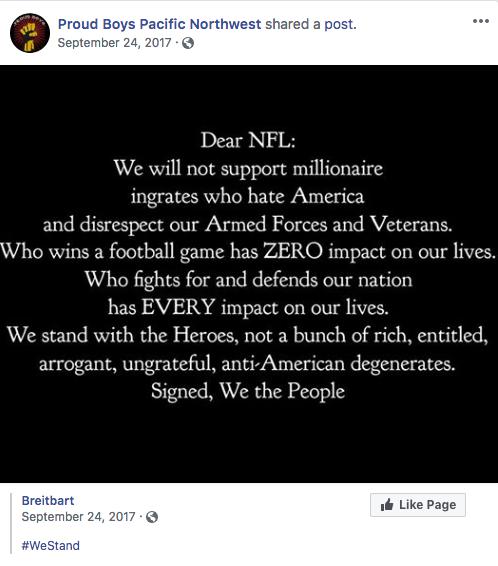 Proud Boys Pacific Northwest shared a post.
September 24, 2017 ·
Dear NFL:
We will not support millionaire
ingrates who hate America
and disrespect our Armed Forces and Veterans.
Who wins a football game has ZERO impact on our lives.
Who fights for and defends our nation
has EVERY impact on our lives.
We stand with the Heroes, not a bunch of rich, entitled,
arrogant, ungrateful, anti-American degenerates.
Signed, We the People
Breitbart
September 24, 2017 ·
Like Page
#WeStand